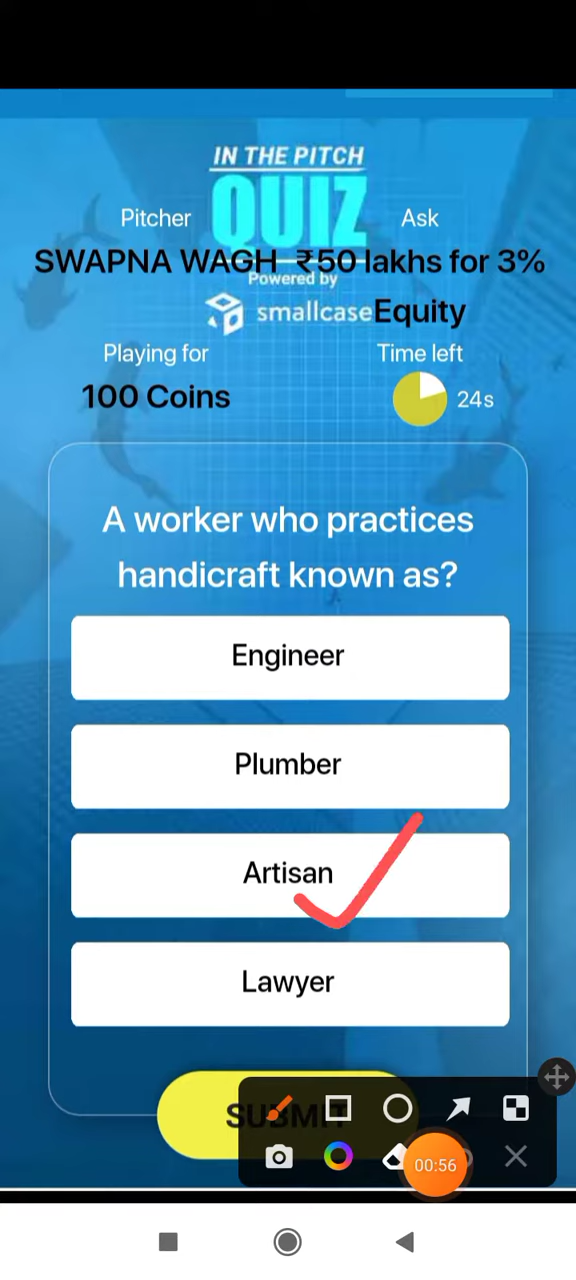 IN THE PITCH
QUIZ
Pitcher
Ask
SWAPNA WAGH
₹50 lakhs for 3%
Equity
Powered by
smallcase
Playing for
Time left
100 Coins
24s
A worker who practices
handicraft known as?
Engineer
Plumber
Artisan
Lawyer
SUBMIT
00:56